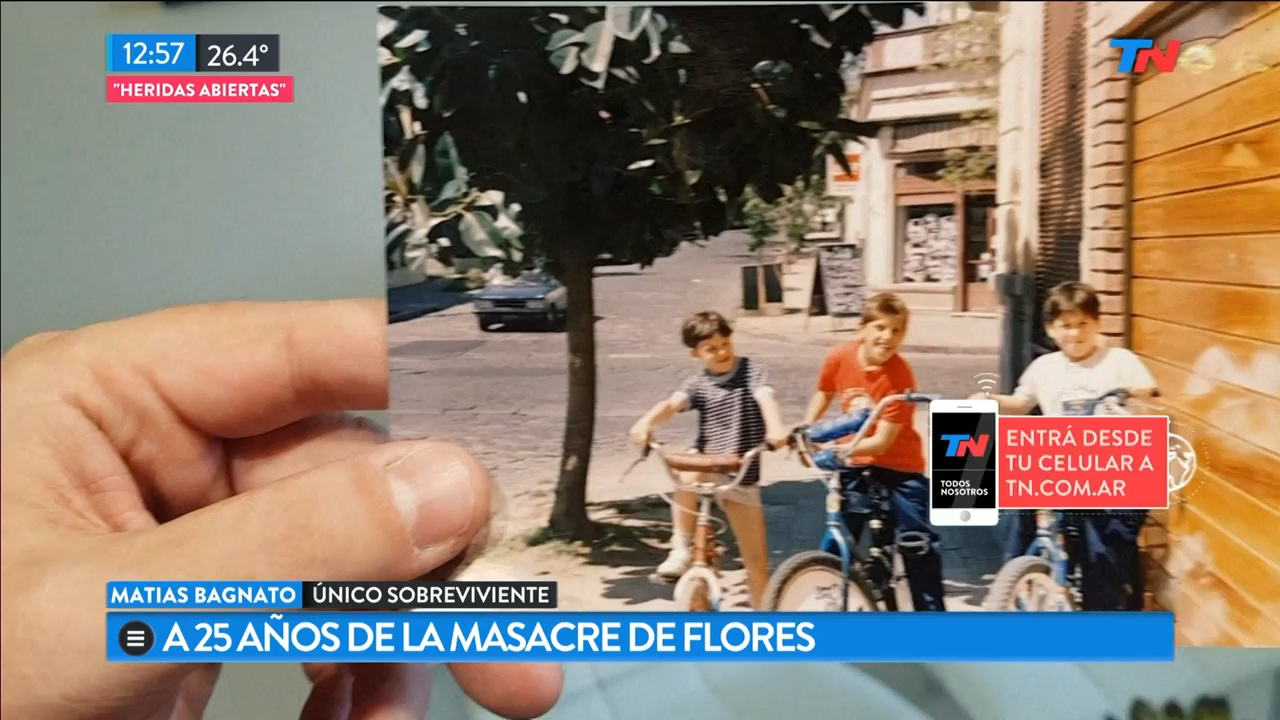 12:57 26.4°
"HERIDAS ABIERTAS"
TN
TN
TODOS
NOSOTROS
ENTRÁ DESDE
TU CELULAR A
TN.COM.AR
MATIAS BAGNATO ÚNICO SOBREVIVIENTE
A 25 AÑOS DE LA MASACRE DE FLORES